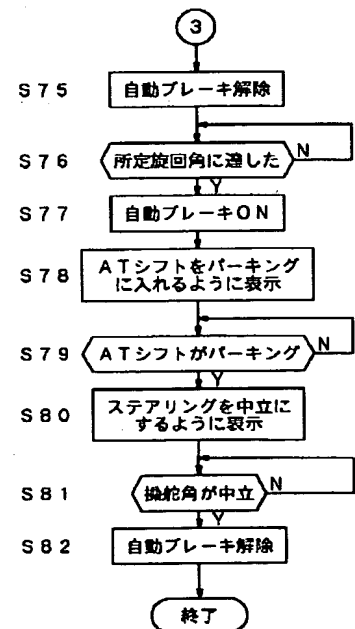 3
S75 自動ブレーキ解除
S76 所定旋回角に達した N
Y
S77 自動ブレーキON
S78 ATシフトをパーキング
に入れるように表示
S79 ATシフトがパーキング N
Y
S80 ステアリングを中立に
するように表示
S81 操舵角が中立 N
Y
S82 自動ブレーキ解除
終了